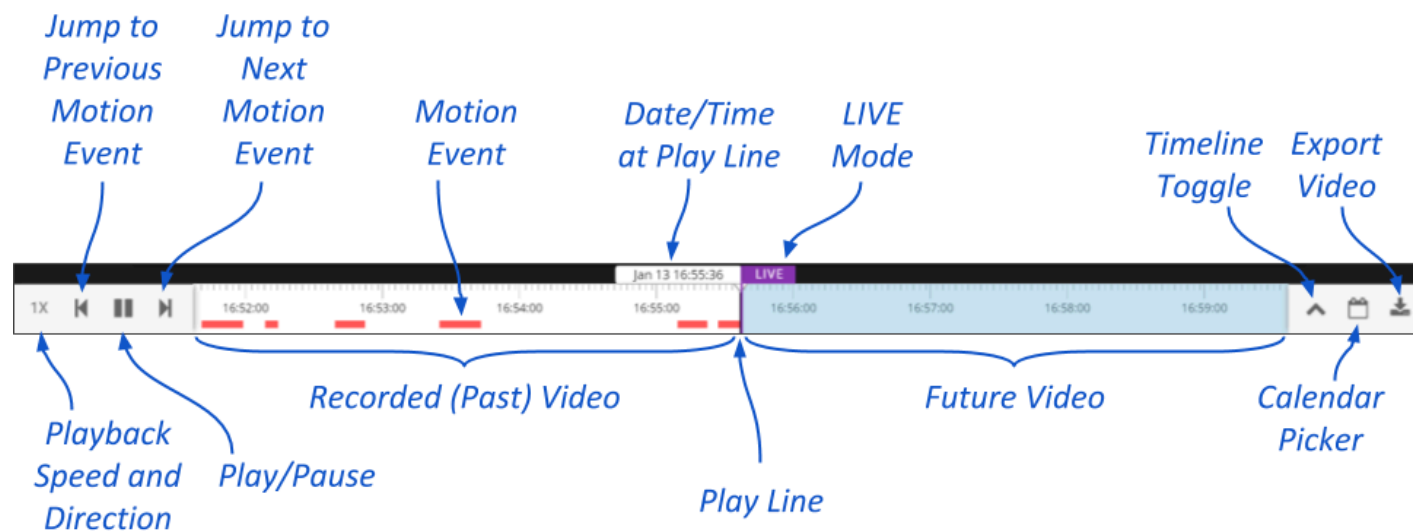 Jump to
Previous
Motion
Event
Jump to
Next
Motion
Event
Motion
Event
Date/Time
at Play Line
LIVE
Mode
Timeline
Toggle
Export
Video
Jan 13 16:55:36
LIVE
1X
16:52:00
16:53:00
16:54:00
16:55:00
16:56:00
16:57:00
16:58:00
16:59:00
Recorded (Past) Video
Future Video
Calendar
Picker
Playback
Speed and
Direction
Play/Pause
Play Line